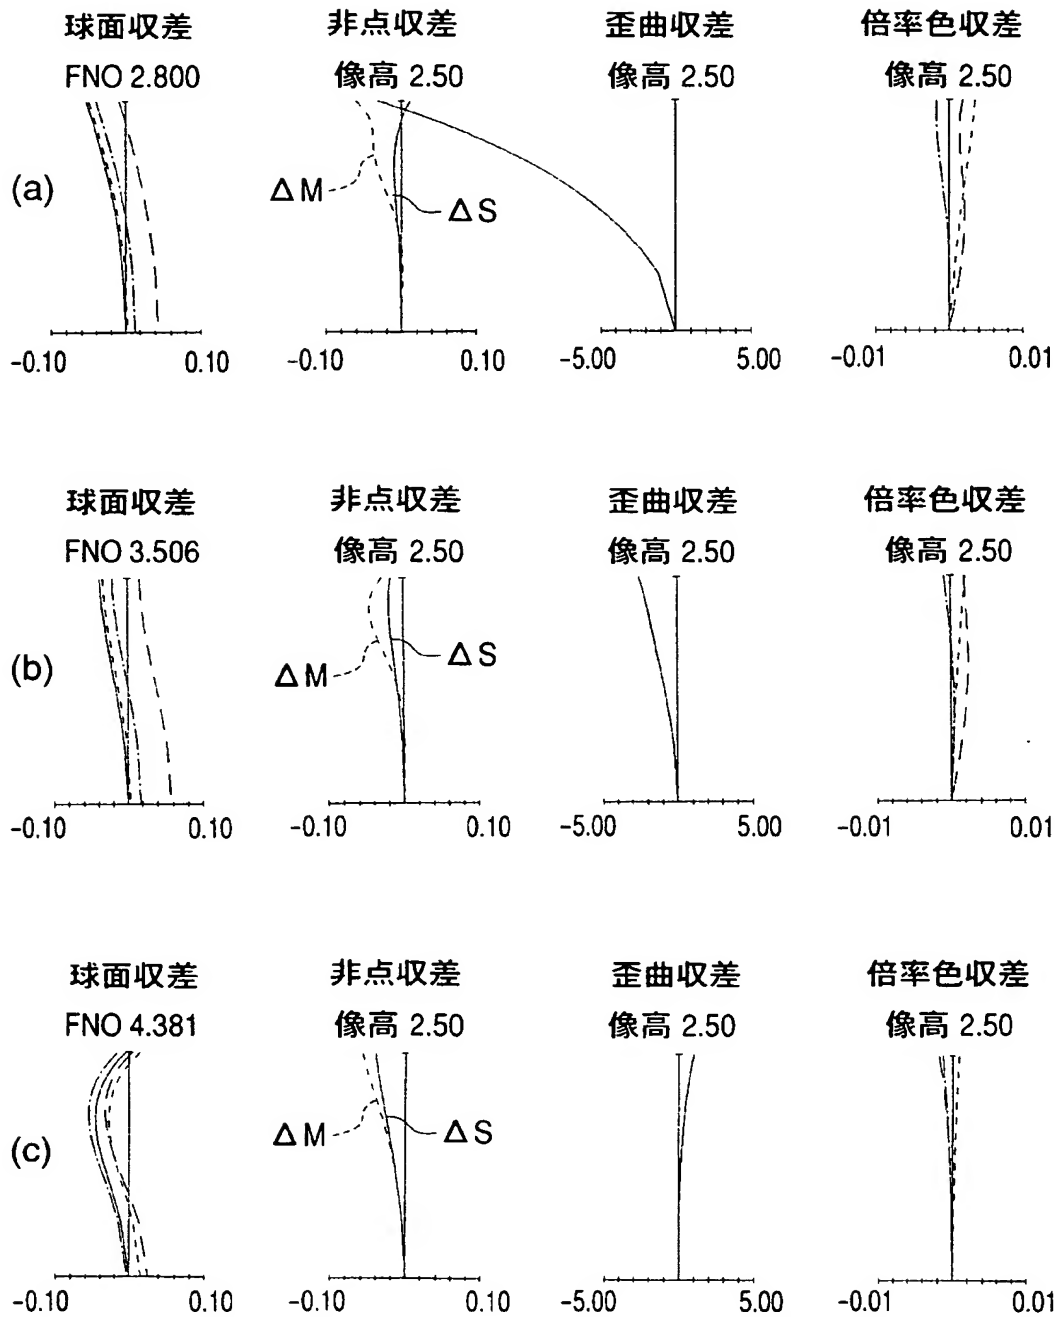 球面収差 非点収差 歪曲収差 倍率色収差
FNO 2.800 像高 2.50 像高 2.50 像高 2.50
(a)
ΔM
ΔS
-0.10 0.10 -0.10 0.10 -5.00 5.00 -0.01 0.01
球面収差 非点収差 歪曲収差 倍率色収差
FNO 3.506 像高 2.50 像高 2.50 像高 2.50
(b)
ΔS
ΔM
-0.10 0.10 -0.10 0.10 -5.00 5.00 -0.01 0.01
球面収差 非点収差 歪曲収差 倍率色収差
FNO 4.381 像高 2.50 像高 2.50 像高 2.50
(c)
ΔM ΔS
-0.10 0.10 -0.10 0.10 -5.00 5.00 -0.01 0.01